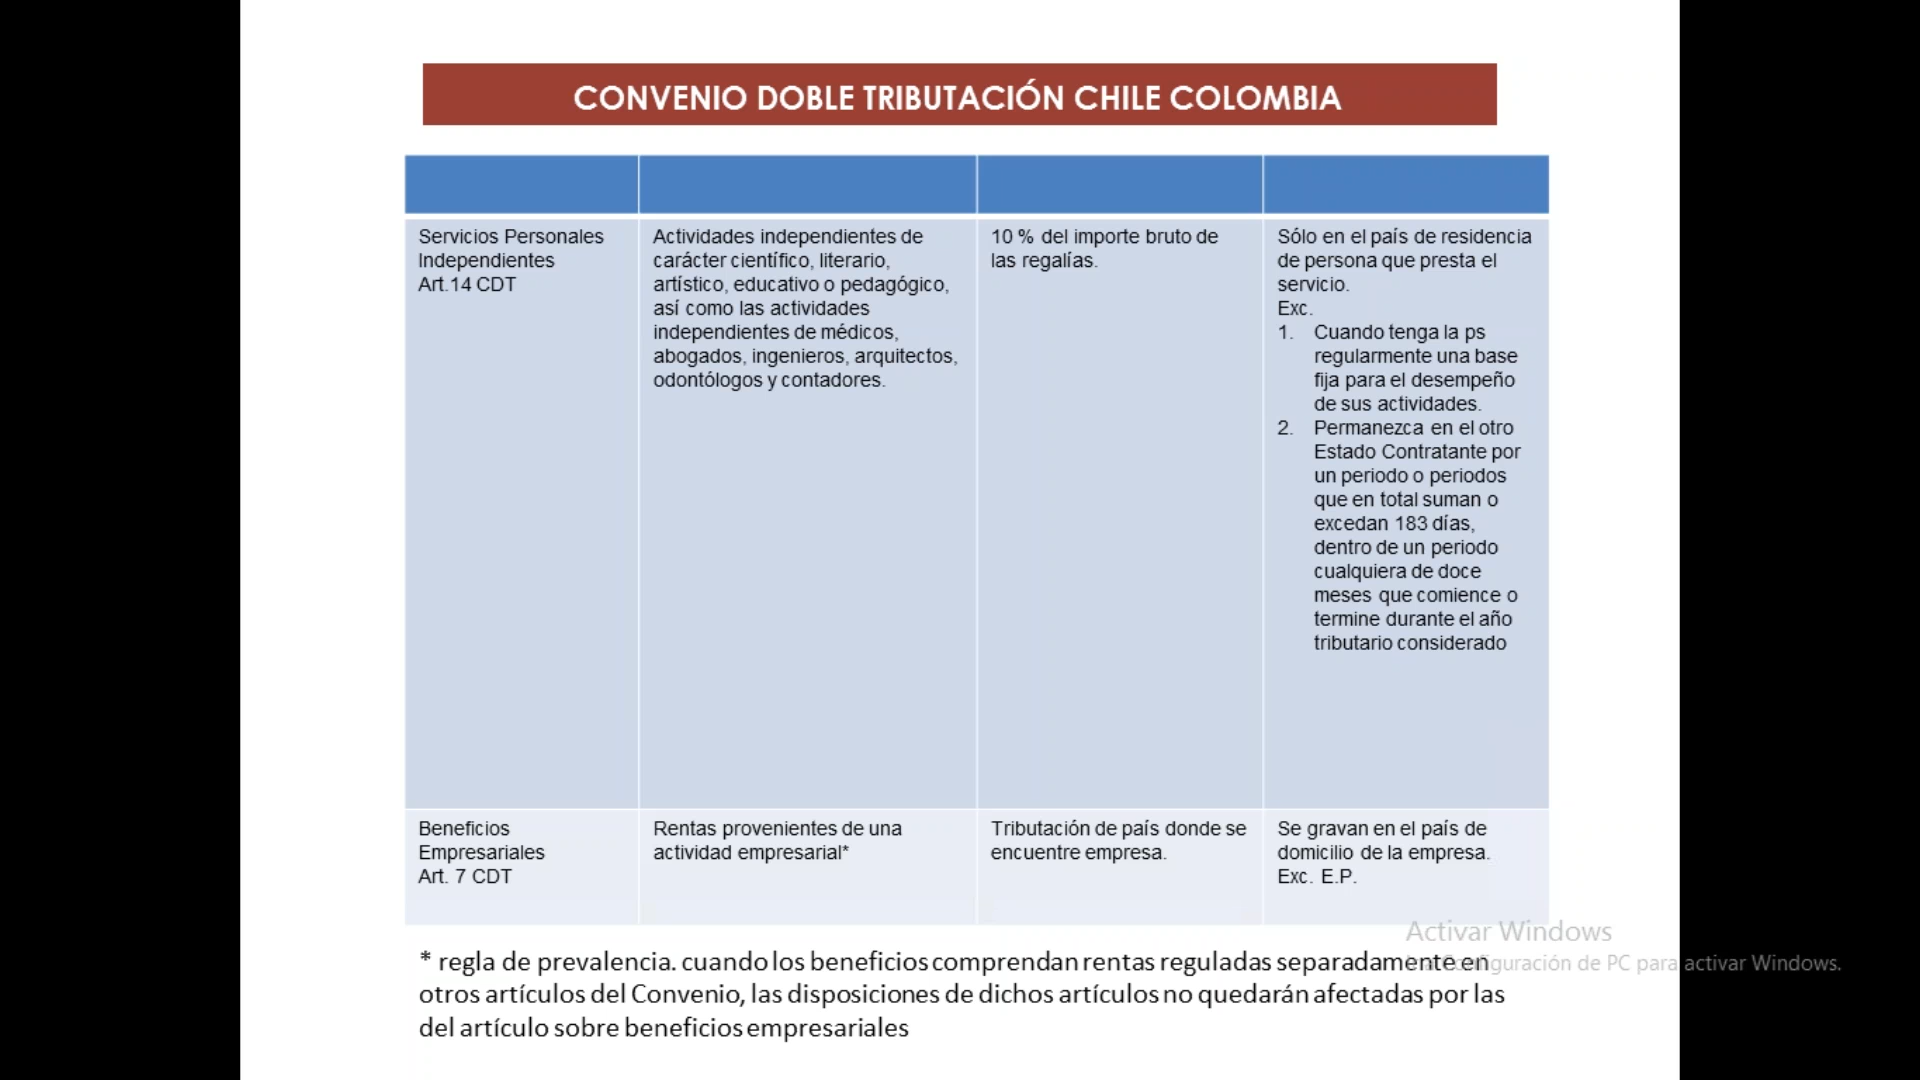 CONVENIO DOBLE TRIBUTACIÓN CHILE COLOMBIA
Servicios Personales
Independientes
Art.14 CDT
Actividades independientes de
carácter científico, literario,
artístico, educativo o pedagógico,
así como las actividades
independientes de médicos,
abogados, ingenieros, arquitectos,
odontólogos y contadores.
10 % del importe bruto de
las regalías.
Sólo en el país de residencia
de persona que presta el
servicio.
Exc.
1. Cuando tenga la ps
regularmente una base
fija para el desempeño
de sus actividades.
2. Permanezca en el otro
Estado Contratante por
un periodo o periodos
que en total suman o
excedan 183 días,
dentro de un periodo
cualquiera de doce
meses que comience o
termine durante el año
tributario considerado
Beneficios
Empresariales
Art. 7 CDT
Rentas provenientes de una
actividad empresarial*
Tributación de país donde se
encuentre empresa.
Se gravan en el país de
domicilio de la empresa.
Exc. E.P.
* regla de prevalencia. cuando los beneficios comprendan rentas reguladas separadamente en
otros artículos del Convenio, las disposiciones de dichos artículos no quedarán afectadas por las
del artículo sobre beneficios empresariales
Activar Windows
de PC para activar Windows.